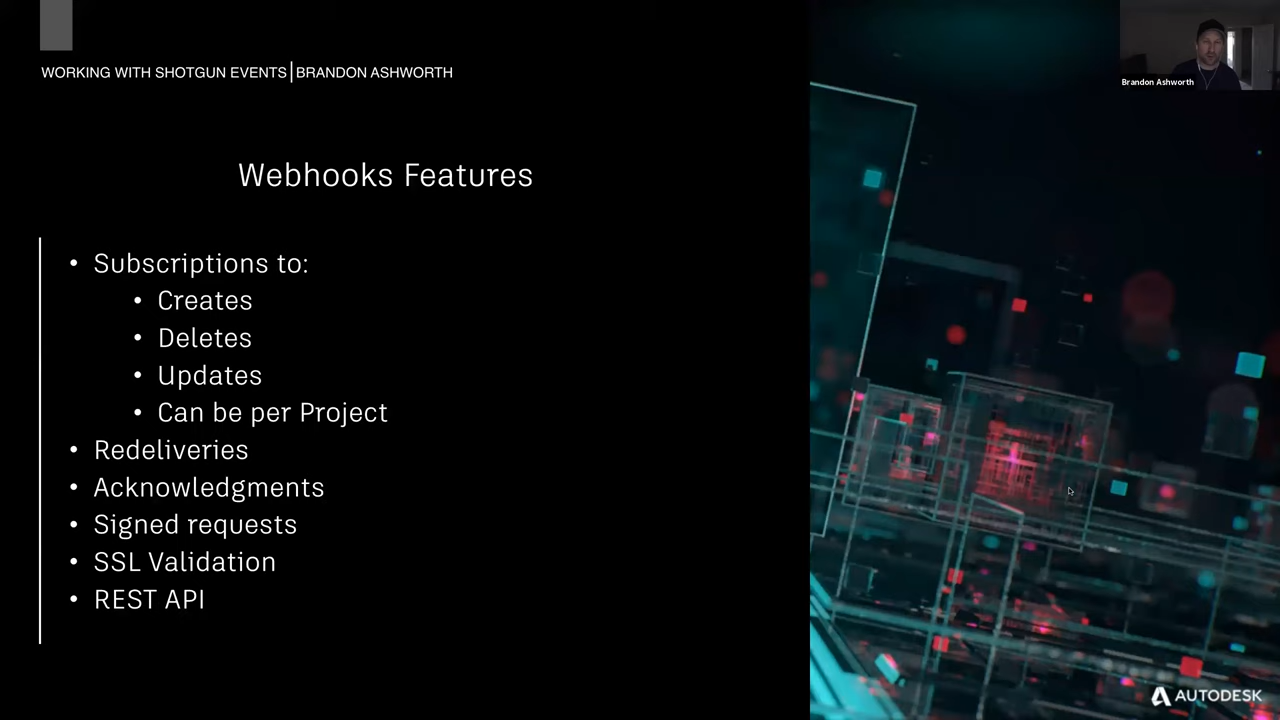 WORKING WITH SHOTGUN EVENTS|BRANDON ASHWORTH
Brandon Ashworth
Webhooks Features
• Subscriptions to:
• Creates
• Deletes
• Updates
• Can be per Project
• Redeliveries
• Acknowledgments
• Signed requests
• SSL Validation
• REST API
AUTODESK